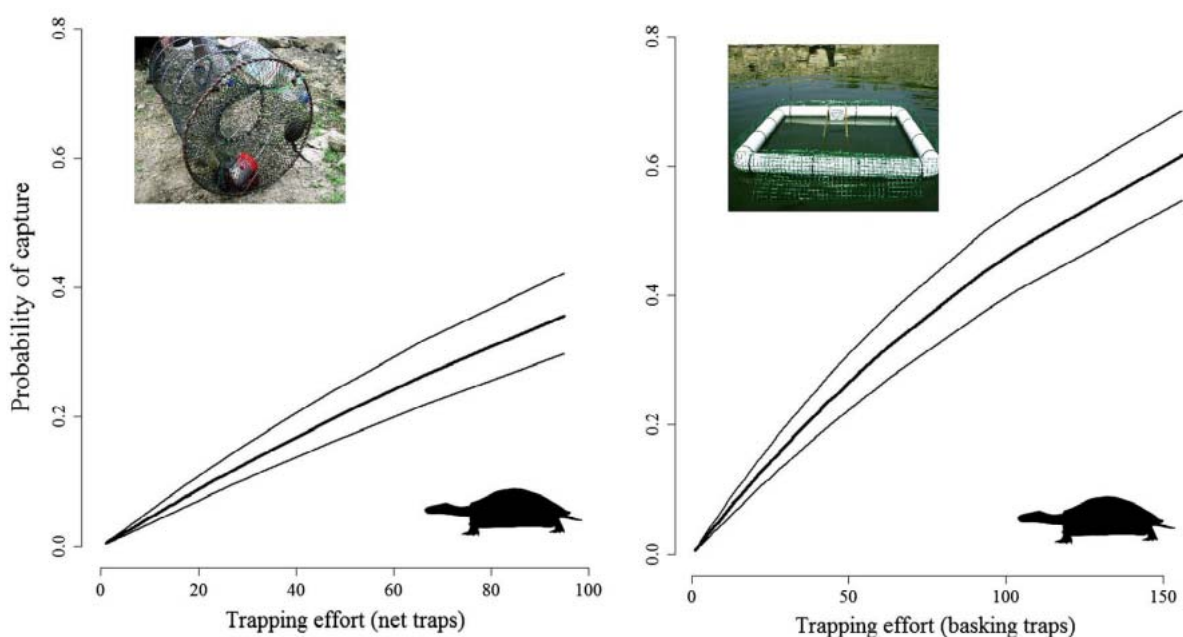 Probability of capture
0.8
0.6
0.4
0.2
0.0
0 20 40 60 80 100
Trapping effort (net traps)
0.8
0.6
0.4
0.2
0.0
0 50 100 150
Trapping effort (basking traps)